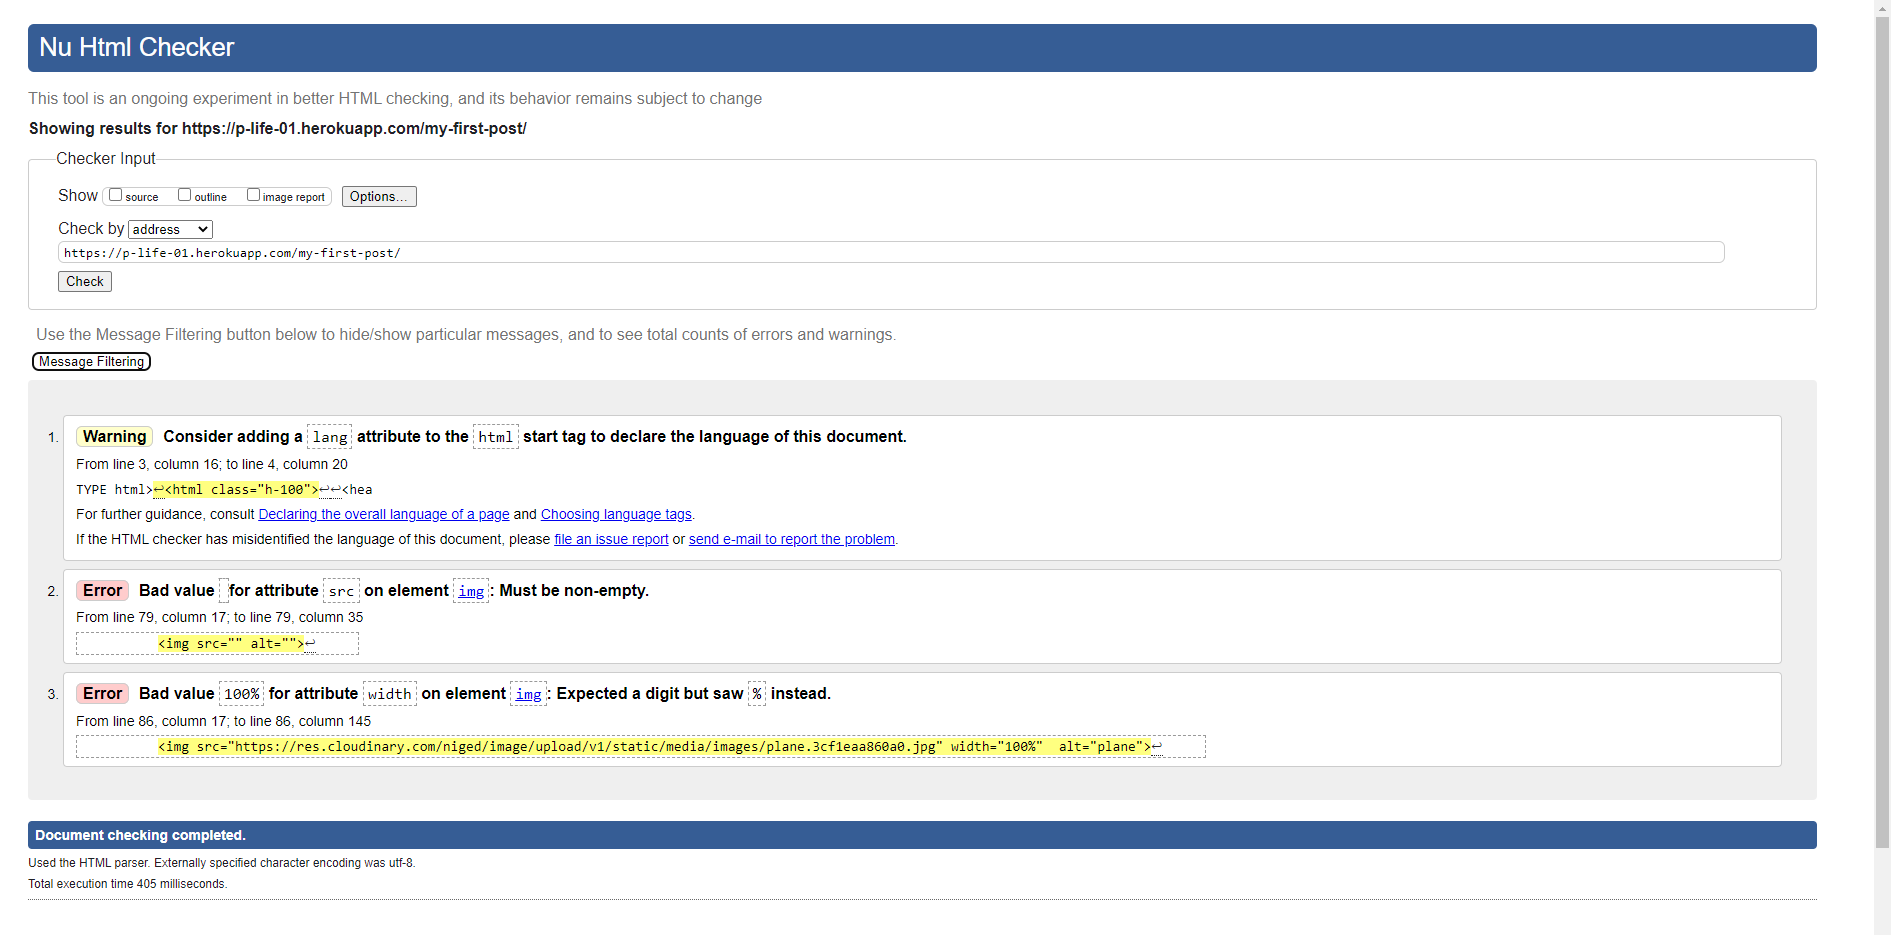 Nu Html Checker
This tool is an ongoing experiment in better HTML checking, and its behavior remains subject to change
Showing results for https://p-life-01.herokuapp.com/my-first-post/
Checker Input
Show source outline image report Options...
Check by address
https://p-life-01.herokuapp.com/my-first-post/
Check
Use the Message Filtering button below to hide/show particular messages, and to see total counts of errors and warnings.
Message Filtering
1. Warning Consider adding a lang attribute to the html start tag to declare the language of this document.
From line 3, column 16; to line 4, column 20
TYPE html>↩<html class="h-100">↩↩<hea
For further guidance, consult Declaring the overall language of a page and Choosing language tags.
If the HTML checker has misidentified the language of this document, please file an issue report or send e-mail to report the problem.
2. Error Bad value for attribute src on element img: Must be non-empty.
From line 79, column 17; to line 79, column 35
<img src="" alt="">↩
3. Error Bad value 100% for attribute width on element img: Expected a digit but saw % instead.
From line 86, column 17; to line 86, column 145
<img src="https://res.cloudinary.com/niged/image/upload/v1/static/media/images/plane.3cf1eaa860a0.jpg" width="100%"  alt="plane">↩
Document checking completed.
Used the HTML parser. Externally specified character encoding was utf-8.
Total execution time 405 milliseconds.